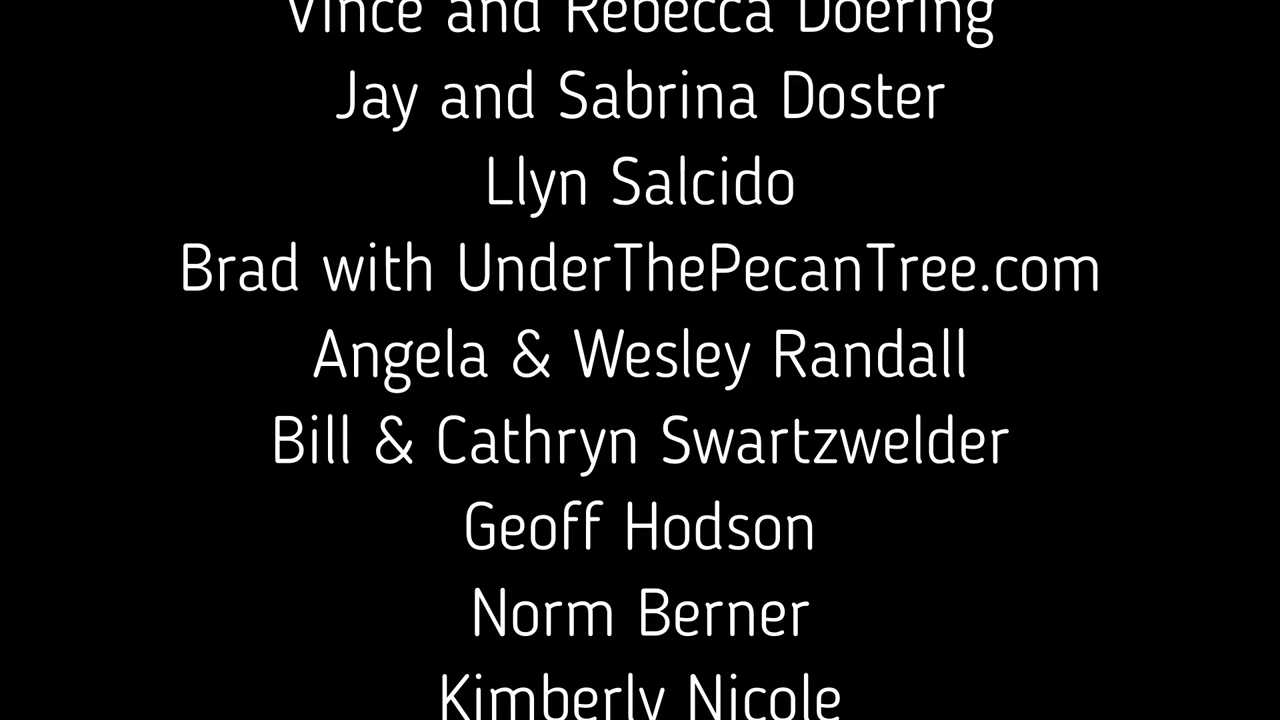 Vince and Rebecca Doering
Jay and Sabrina Doster
Llyn Salcido
Brad with UnderThePecanTree.com
Angela & Wesley Randall
Bill & Cathryn Swartzwelder
Geoff Hodson
Norm Berner
Kimberly Nicole